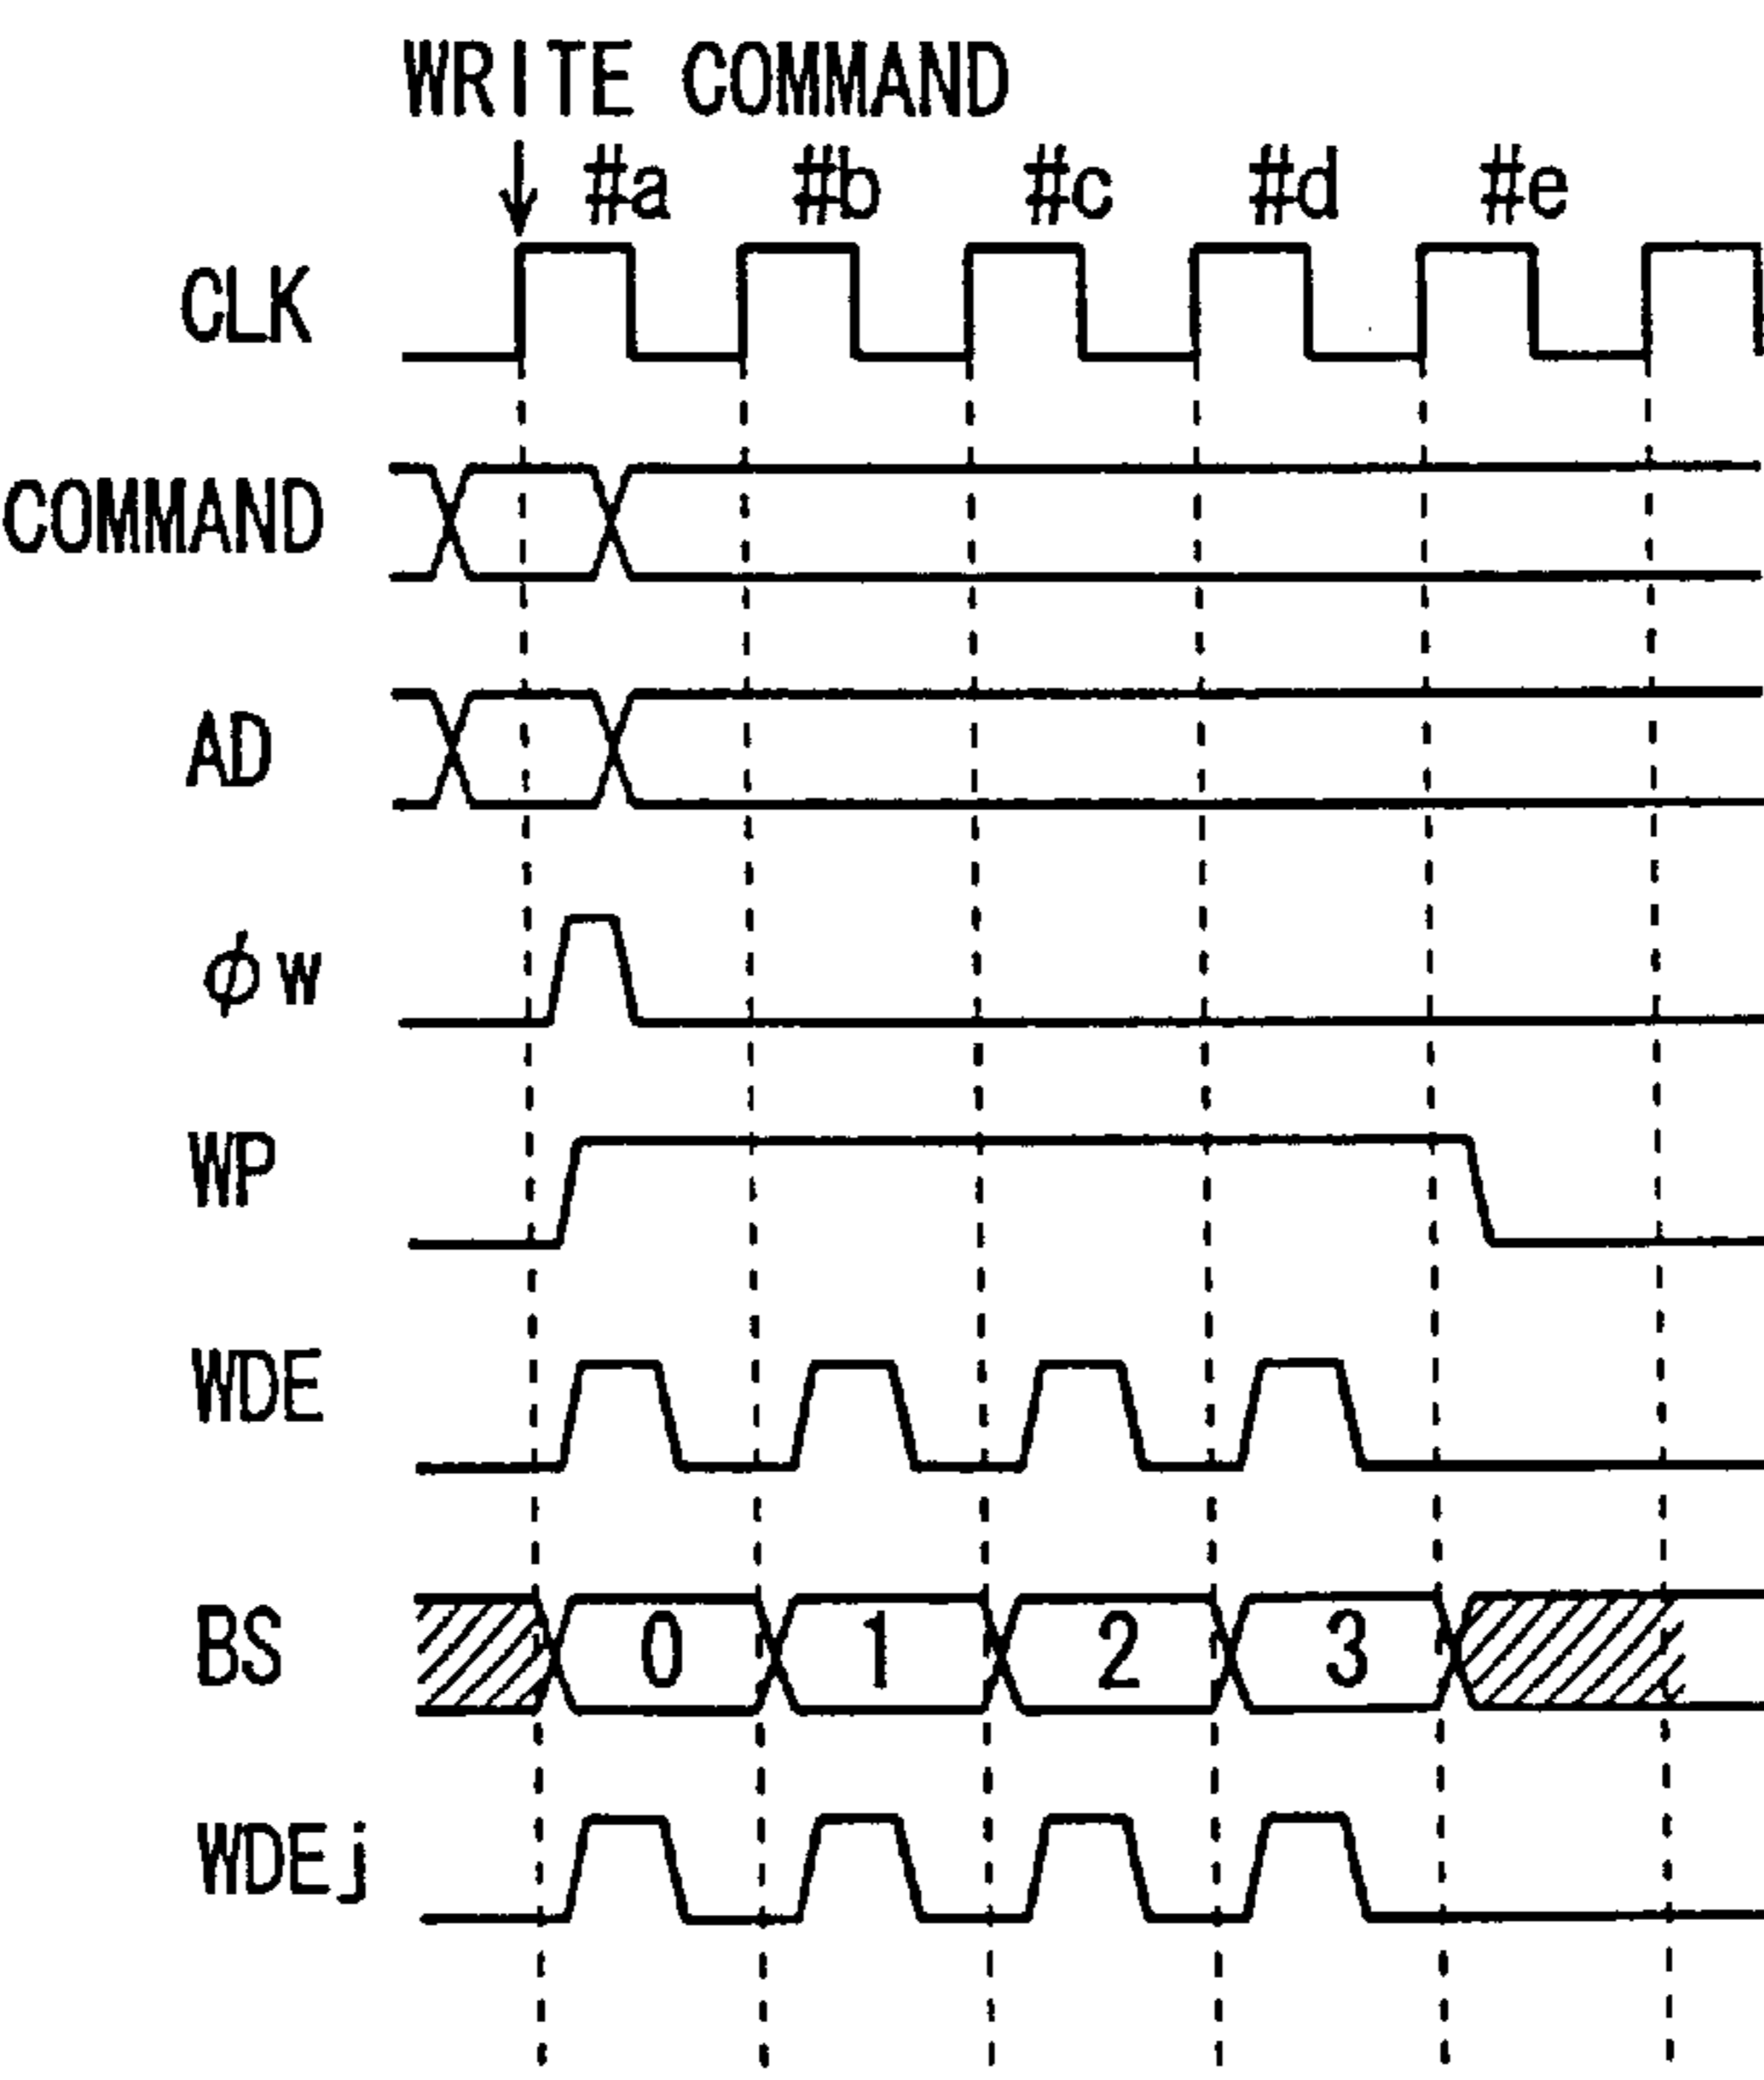 WRITE COMMAND
#a #b #c #d #e
CLK
COMMAND
AD
φw
WP
WDE
BS 0 1 2 3
WDEj